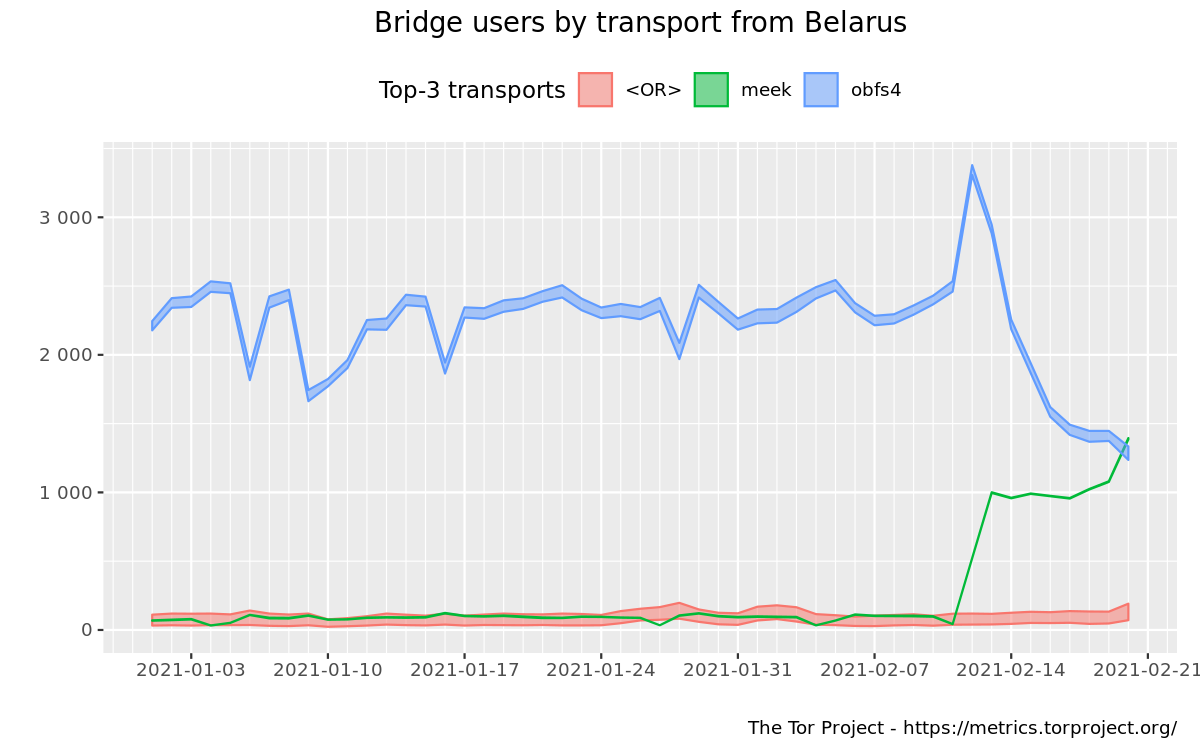 Bridge users by transport from Belarus
Top-3 transports <OR> meek obfs4
3 000
2 000
1 000
0
2021-01-03 2021-01-10 2021-01-17 2021-01-24 2021-01-31 2021-02-07 2021-02-14 2021-02-21
The Tor Project - https://metrics.torproject.org/